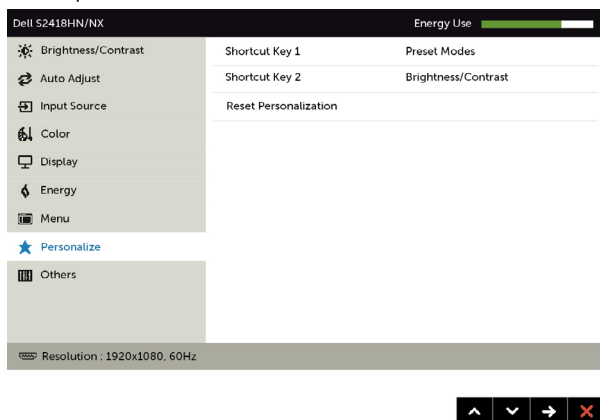 Dell S2418HN/NX Energy Use
Brightness/Contrast Shortcut Key 1 Preset Modes
Auto Adjust Shortcut Key 2 Brightness/Contrast
Input Source Reset Personalization
Color
Display
Energy
Menu
Personalize
Others
Resolution : 1920x1080, 60Hz